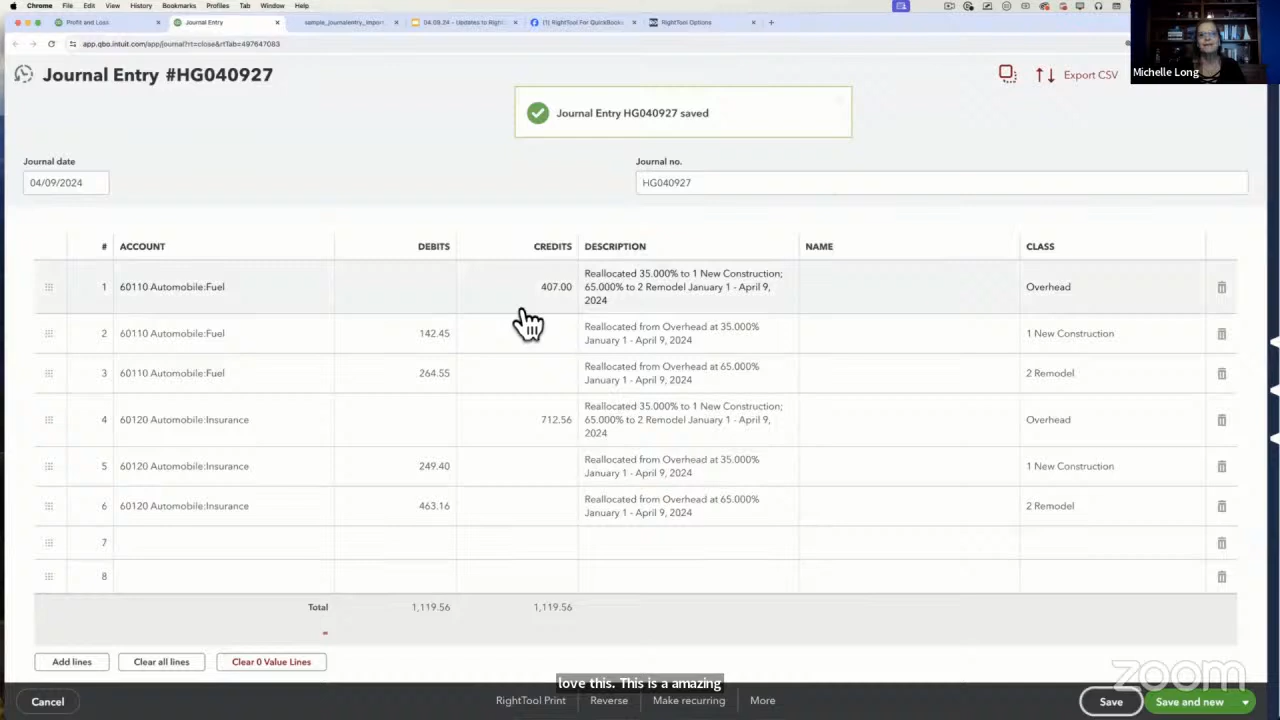 Chrome File Edit View History Bookmarks Profiles Tab Window Help
Profit and Loss
Journal Entry
sample_journalentry_import
04.09.24 - Updates to Right
(1) RightTool For QuickBooks
RightTool Options
app.qbo.intuit.com/app/journal?rt=close&rtTab=497647083
Michelle Long
Journal Entry #HG040927
Export CSV
Journal Entry HG040927 saved
Journal date
Journal no.
04/09/2024
HG040927
# ACCOUNT DEBITS CREDITS DESCRIPTION NAME CLASS
Reallocated 35.000% to 1 New Construction;
1 60110 Automobile:Fuel 407.00 65.000% to 2 Remodel January 1 - April 9, Overhead
2024
Reallocated from Overhead at 35.000%
2 60110 Automobile:Fuel 142.45 1 New Construction
January 1 - April 9, 2024
Reallocated from Overhead at 65.000%
3 60110 Automobile:Fuel 264.55 2 Remodel
January 1 - April 9, 2024
Reallocated 35.000% to 1 New Construction;
4 60120 Automobile:Insurance 712.56 65.000% to 2 Remodel January 1 - April 9, Overhead
2024
Reallocated from Overhead at 35.000%
5 60120 Automobile:Insurance 249.40 1 New Construction
January 1 - April 9, 2024
Reallocated from Overhead at 65.000%
6 60120 Automobile:Insurance 463.16 2 Remodel
January 1 - April 9, 2024
7
8
Total 1,119.56 1,119.56
Add lines Clear all lines Clear 0 Value Lines
love this. This is a amazing
zoom
Cancel RightTool Print Reverse Make recurring More Save Save and new